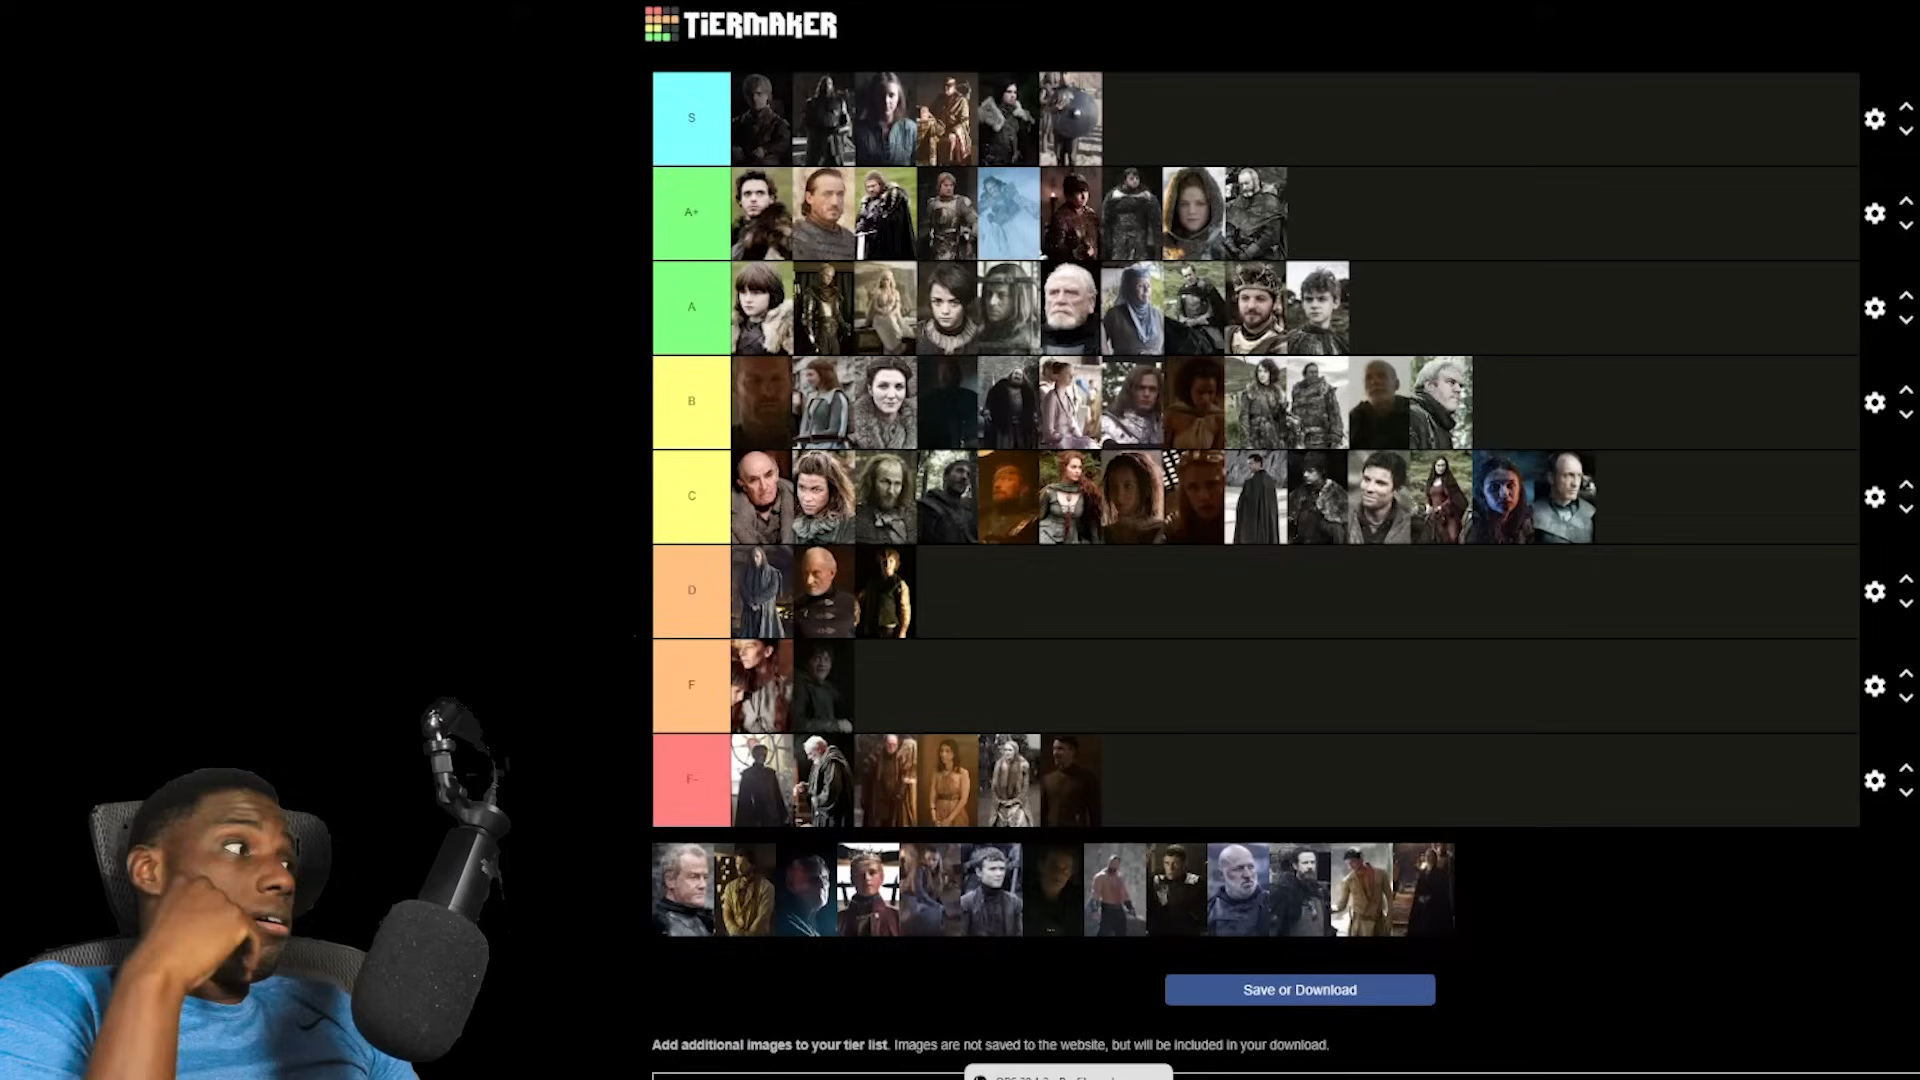 TiERMAKER
S
A+
A
B
C
D
F
F-
Save or Download
Add additional images to your tier list. Images are not saved to the website, but will be included in your download.